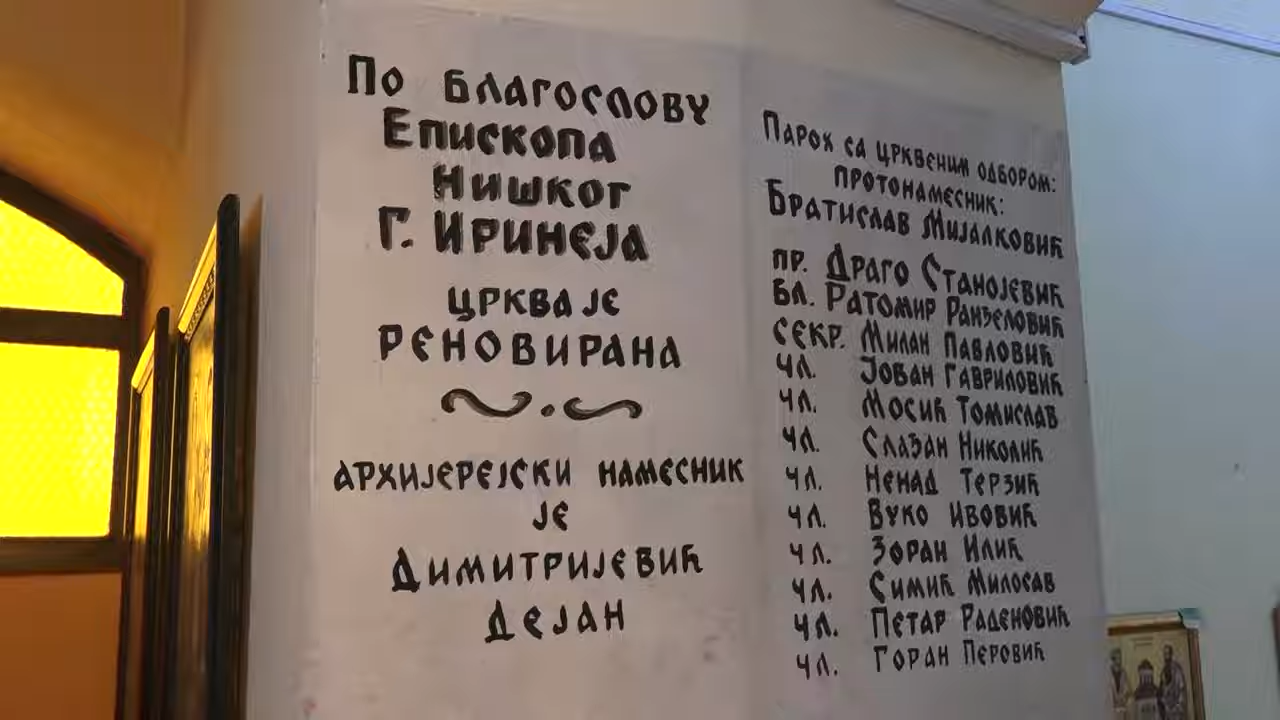 По благослову
Епископа
Нишког
Г. Иринеја
црква је
реновирана
архијерејски намесник
је
Димитријевић
Дејан
Парох са црквеним одбором:
протонамесник:
Братислав Мијалковић
пр. Драго Станојевић
бл. Ратомир Ранђеловић
секр. Милан Павловић
чл. Јован Гавриловић
чл. Мосић Томислав
чл. Слађан Николић
чл. Ненад Терзић
чл. Вуко Ивовић
чл. Зоран Илић
чл. Симић Милосав
чл. Петар Раденовић
чл. Горан Перовић